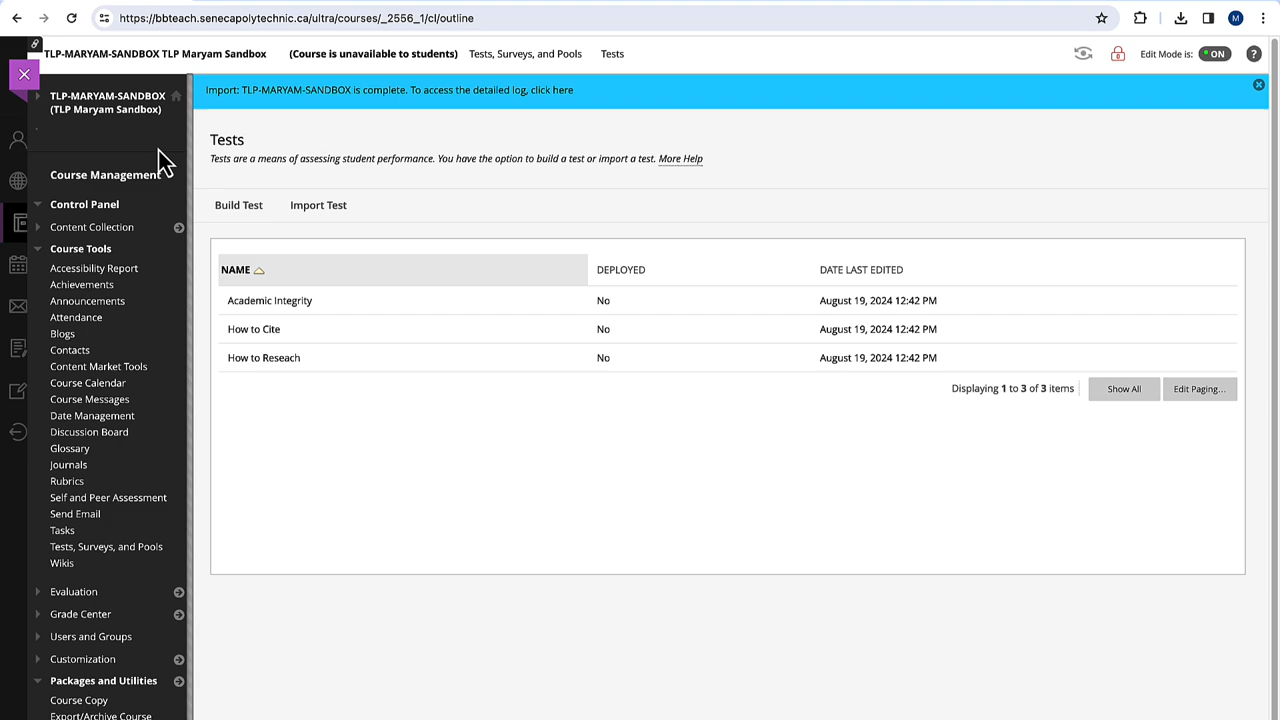 https://bbteach.senecapolytechnic.ca/ultra/courses/_2556_1/cl/outline
M
TLP-MARYAM-SANDBOX TLP Maryam Sandbox (Course is unavailable to students) Tests, Surveys, and Pools Tests
Edit Mode is: ON ?
TLP-MARYAM-SANDBOX
(TLP Maryam Sandbox)
Course Management
Control Panel
Content Collection
Course Tools
Accessibility Report
Achievements
Announcements
Attendance
Blogs
Contacts
Content Market Tools
Course Calendar
Course Messages
Date Management
Discussion Board
Glossary
Journals
Rubrics
Self and Peer Assessment
Send Email
Tasks
Tests, Surveys, and Pools
Wikis
Evaluation
Grade Center
Users and Groups
Customization
Packages and Utilities
Course Copy
Export/Archive Course
Import: TLP-MARYAM-SANDBOX is complete. To access the detailed log, click here
Tests
Tests are a means of assessing student performance. You have the option to build a test or import a test. More Help
Build Test Import Test
NAME DEPLOYED DATE LAST EDITED
Academic Integrity No August 19, 2024 12:42 PM
How to Cite No August 19, 2024 12:42 PM
How to Reseach No August 19, 2024 12:42 PM
Displaying 1 to 3 of 3 items Show All Edit Paging...